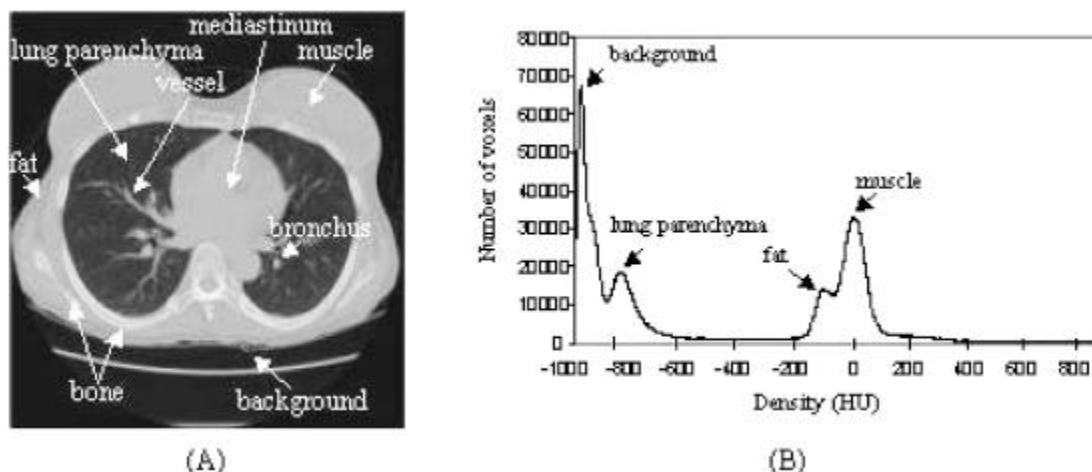 mediastinum
lung parenchyma
muscle
vessel
fat
bronchus
bone
background
(A)
80000
70000
60000
50000
40000
30000
20000
10000
0
Number of voxels
background
lung parenchyma
fat
muscle
-1000 -800 -600 -400 -200 0 200 400 600 800
Density (HU)
(B)